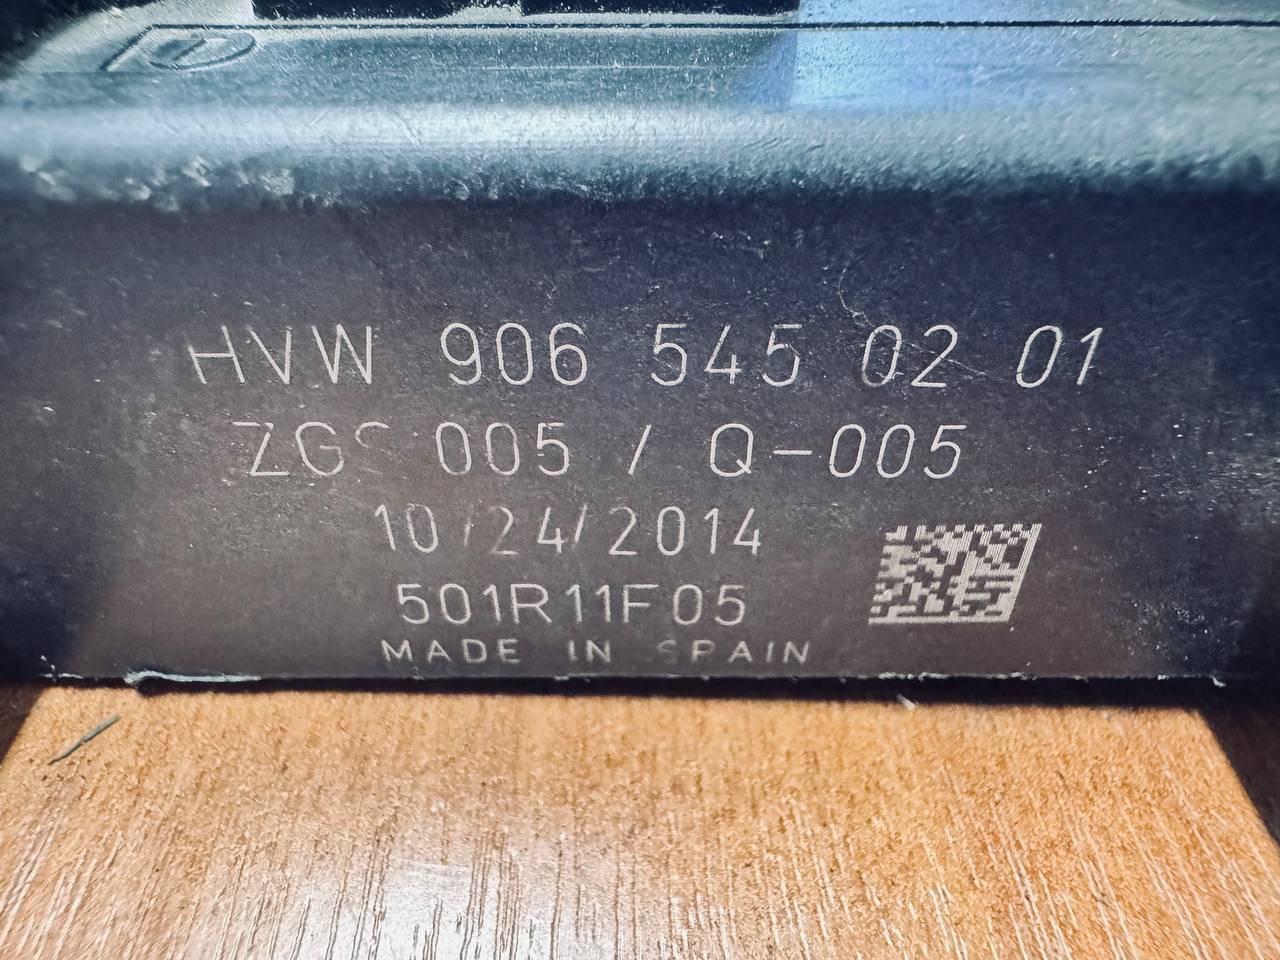 HVW 906 545 02 01
ZGS 005 / Q-005
10/24/2014
501R11F05
MADE IN SPAIN